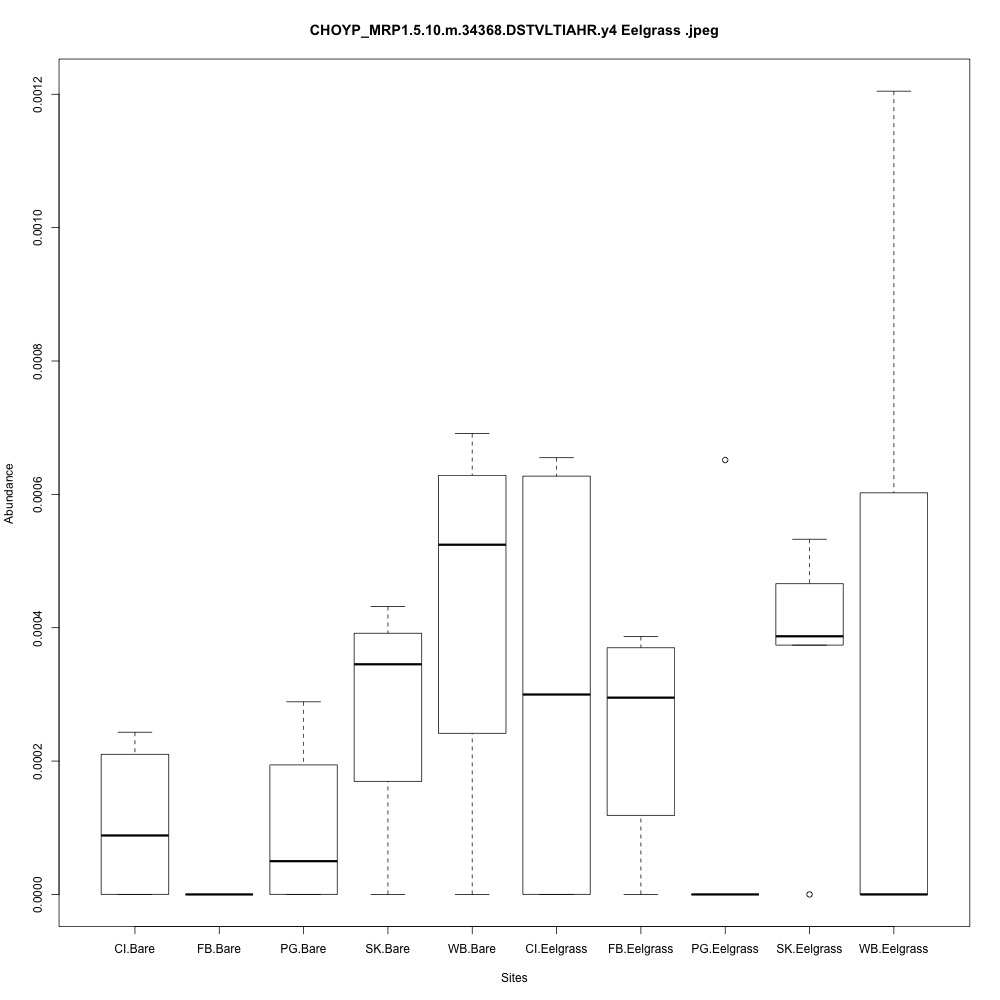 CHOYP_MRP1.5.10.m.34368.DSTVLTIAHR.y4 Eelgrass .jpeg
0.0012
0.0010
0.0008
0.0006
0.0004
0.0002
0.0000
Abundance
CI.Bare FB.Bare PG.Bare SK.Bare WB.Bare CI.Eelgrass FB.Eelgrass PG.Eelgrass SK.Eelgrass WB.Eelgrass
Sites